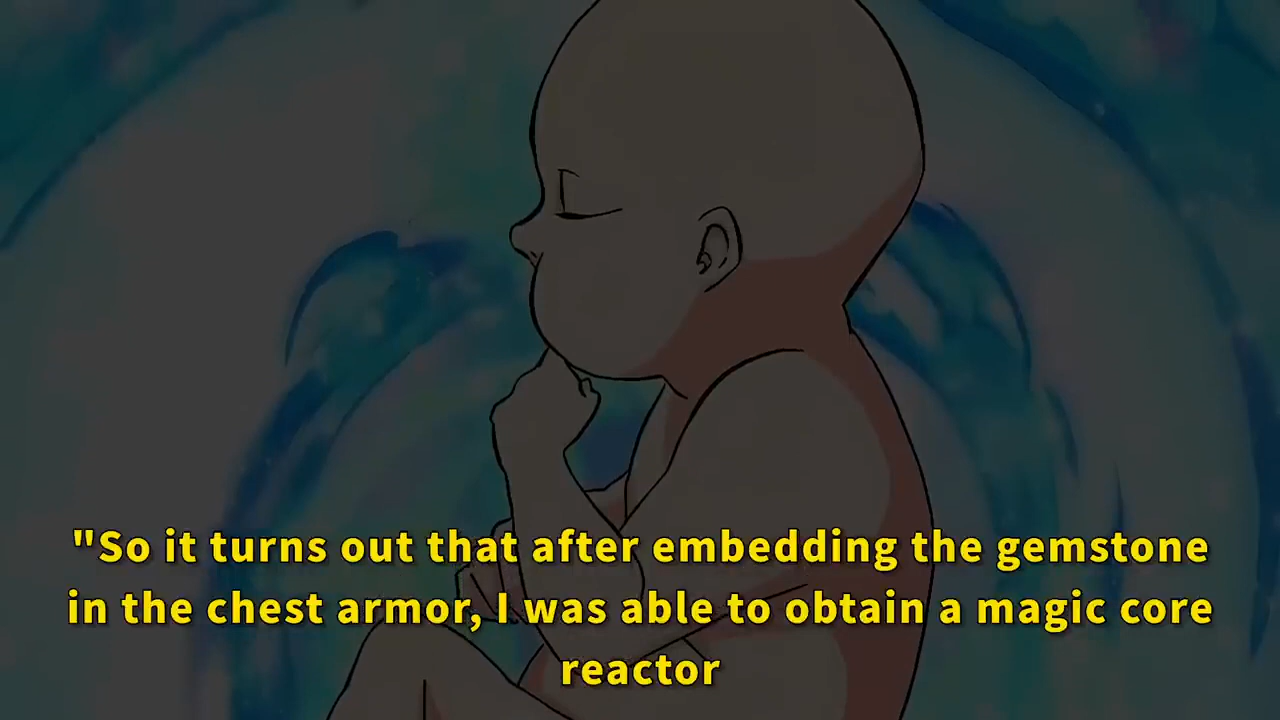 "So it turns out that after embedding the gemstone
in the chest armor, I was able to obtain a magic core
reactor